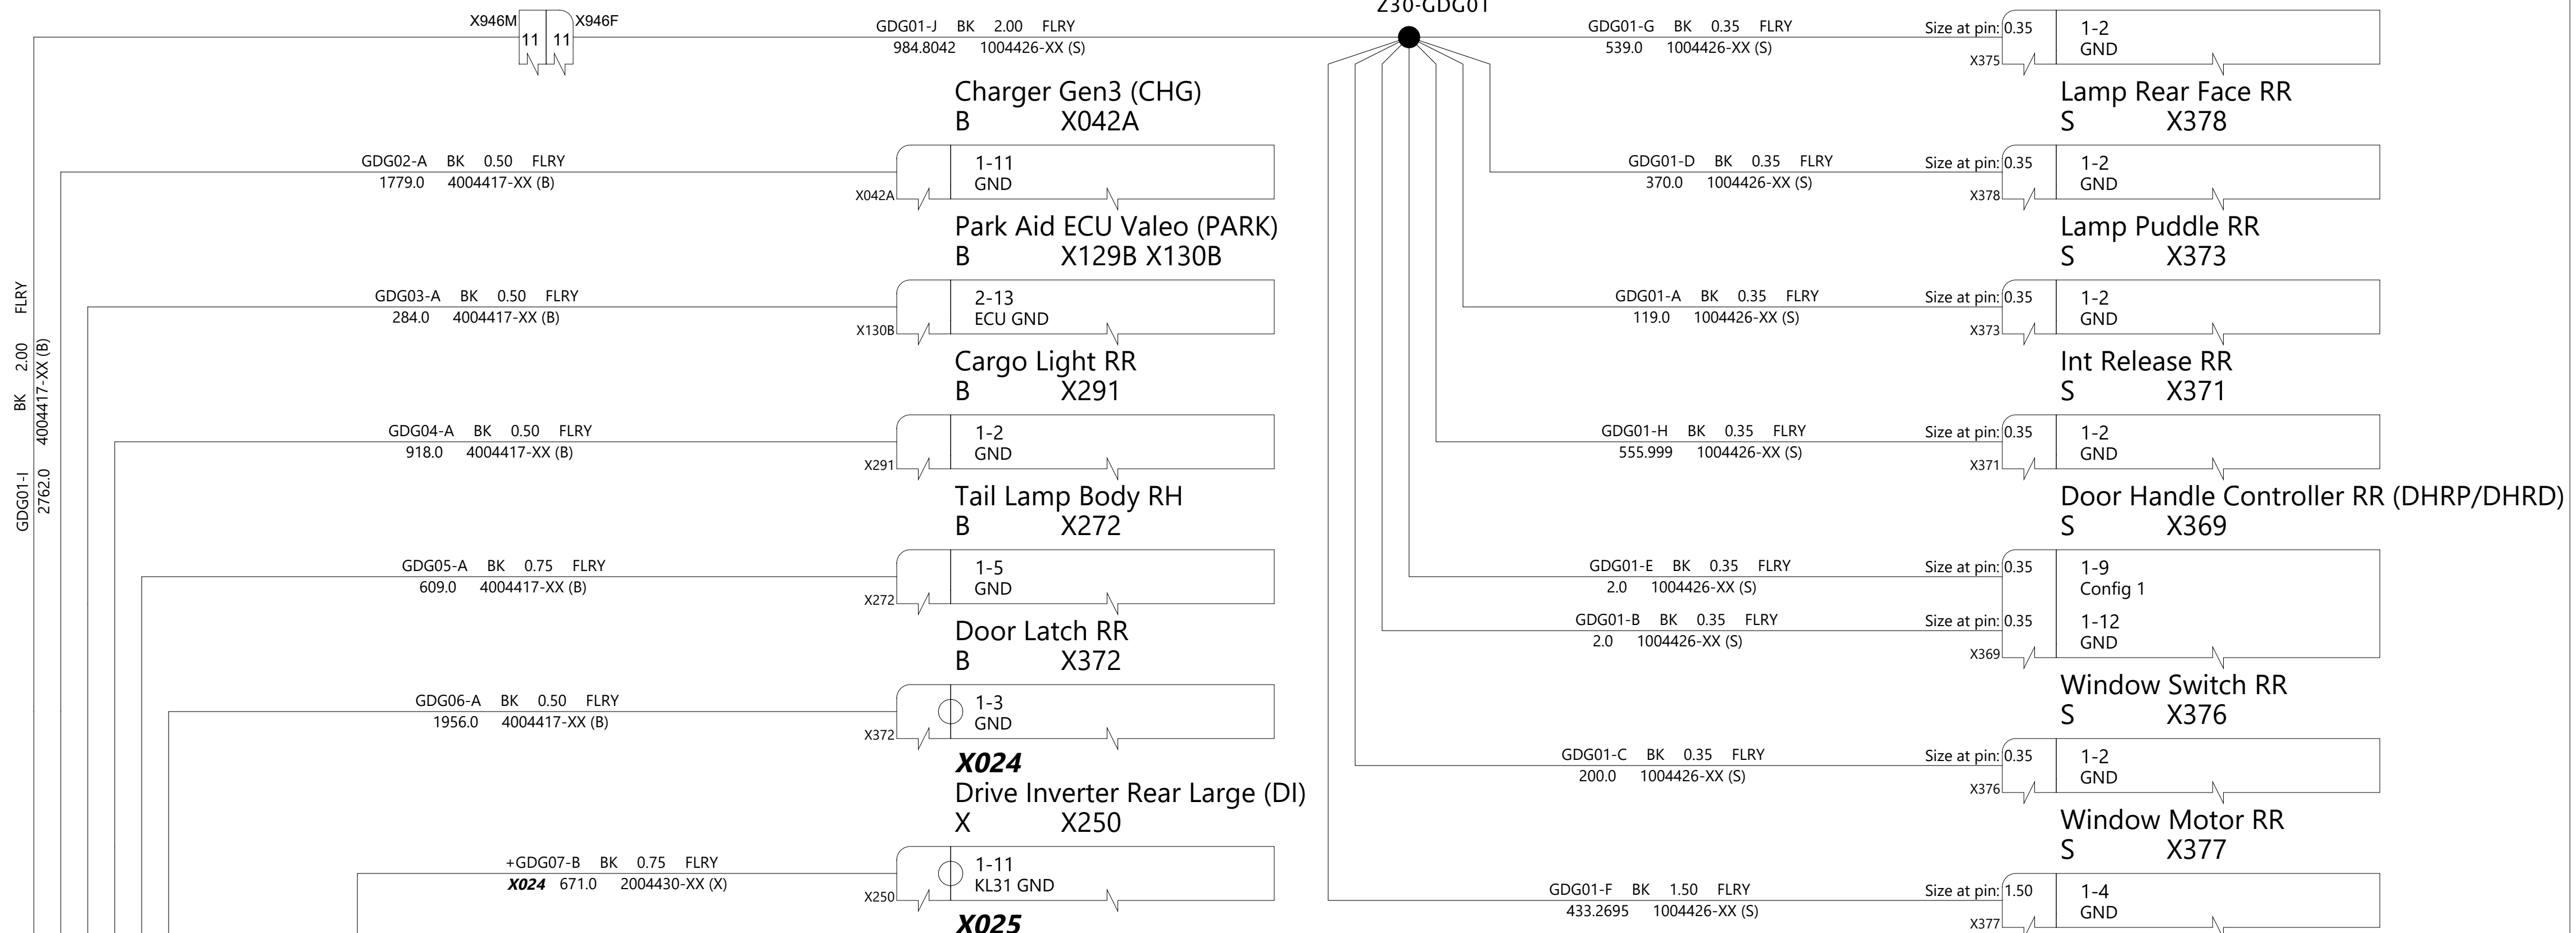 Z30-GDG01
X946M 11 11 X946F
GDG01-J BK 2.00 FLRY
984.8042 1004426-XX (S)
GDG01-I BK 2.00 FLRY
2762.0 4004417-XX (B)
Charger Gen3 (CHG)
B X042A
GDG02-A BK 0.50 FLRY
1779.0 4004417-XX (B)
X042A
1-11
GND
Park Aid ECU Valeo (PARK)
B X129B X130B
GDG03-A BK 0.50 FLRY
284.0 4004417-XX (B)
X130B
2-13
ECU GND
Cargo Light RR
B X291
GDG04-A BK 0.50 FLRY
918.0 4004417-XX (B)
X291
1-2
GND
Tail Lamp Body RH
B X272
GDG05-A BK 0.75 FLRY
609.0 4004417-XX (B)
X272
1-5
GND
Door Latch RR
B X372
GDG06-A BK 0.50 FLRY
1956.0 4004417-XX (B)
X372
1-3
GND
X024
Drive Inverter Rear Large (DI)
X X250
+GDG07-B BK 0.75 FLRY
X024 671.0 2004430-XX (X)
X250
1-11
KL31 GND
X025
GDG01-G BK 0.35 FLRY
539.0 1004426-XX (S)
Size at pin: 0.35
X375
1-2
GND
Lamp Rear Face RR
S X378
GDG01-D BK 0.35 FLRY
370.0 1004426-XX (S)
Size at pin: 0.35
X378
1-2
GND
Lamp Puddle RR
S X373
GDG01-A BK 0.35 FLRY
119.0 1004426-XX (S)
Size at pin: 0.35
X373
1-2
GND
Int Release RR
S X371
GDG01-H BK 0.35 FLRY
555.999 1004426-XX (S)
Size at pin: 0.35
X371
1-2
GND
Door Handle Controller RR (DHRP/DHRD)
S X369
GDG01-E BK 0.35 FLRY
2.0 1004426-XX (S)
Size at pin: 0.35
1-9
Config 1
GDG01-B BK 0.35 FLRY
2.0 1004426-XX (S)
Size at pin: 0.35
X369
1-12
GND
Window Switch RR
S X376
GDG01-C BK 0.35 FLRY
200.0 1004426-XX (S)
Size at pin: 0.35
X376
1-2
GND
Window Motor RR
S X377
GDG01-F BK 1.50 FLRY
433.2695 1004426-XX (S)
Size at pin: 1.50
X377
1-4
GND